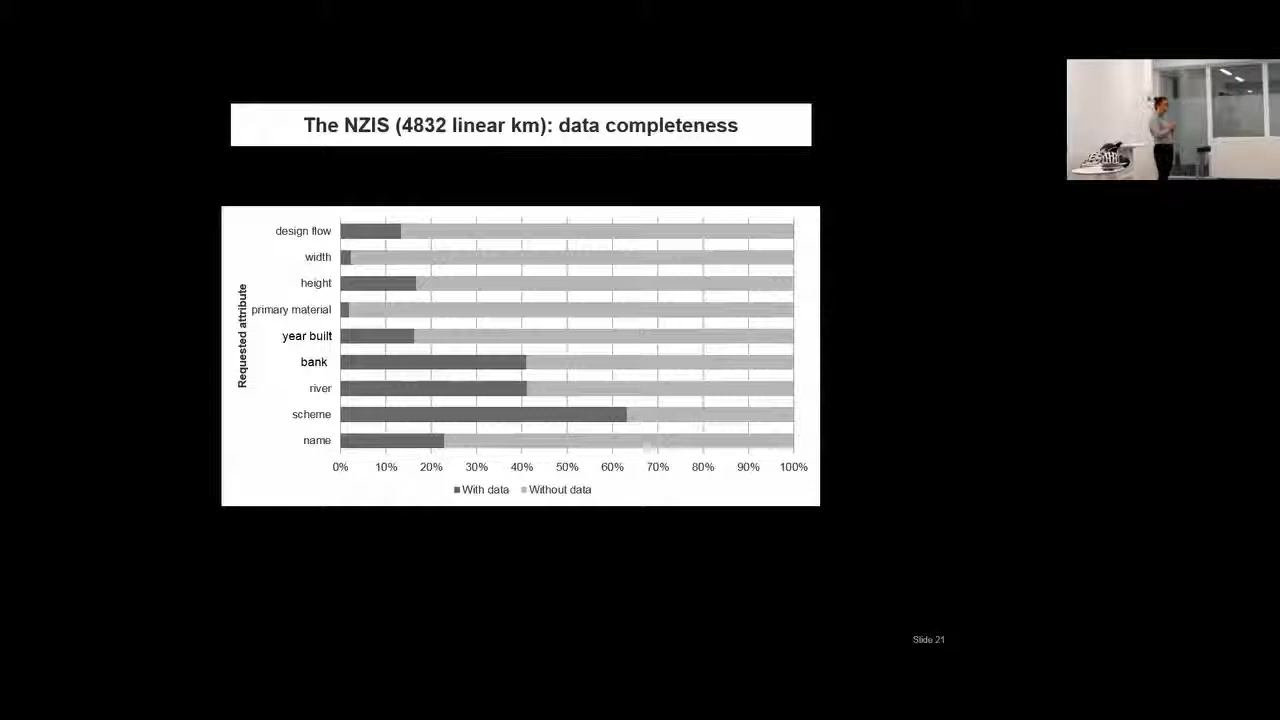 The NZIS (4832 linear km): data completeness
Requested attribute
design flow
width
height
primary material
year built
bank
river
scheme
name
0% 10% 20% 30% 40% 50% 60% 70% 80% 90% 100%
With data Without data
Slide 21